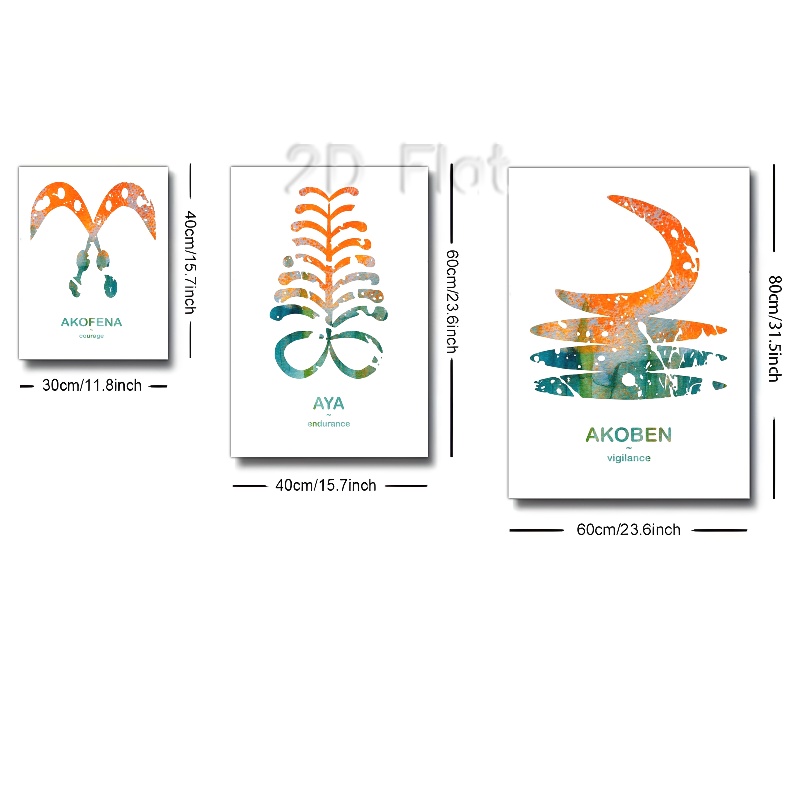 2D Flat
AKOFENA
~
courage
40cm/15.7inch
30cm/11.8inch
AYA
~
endurance
60cm/23.6inch
40cm/15.7inch
AKOBEN
~
vigilance
80cm/31.5inch
60cm/23.6inch